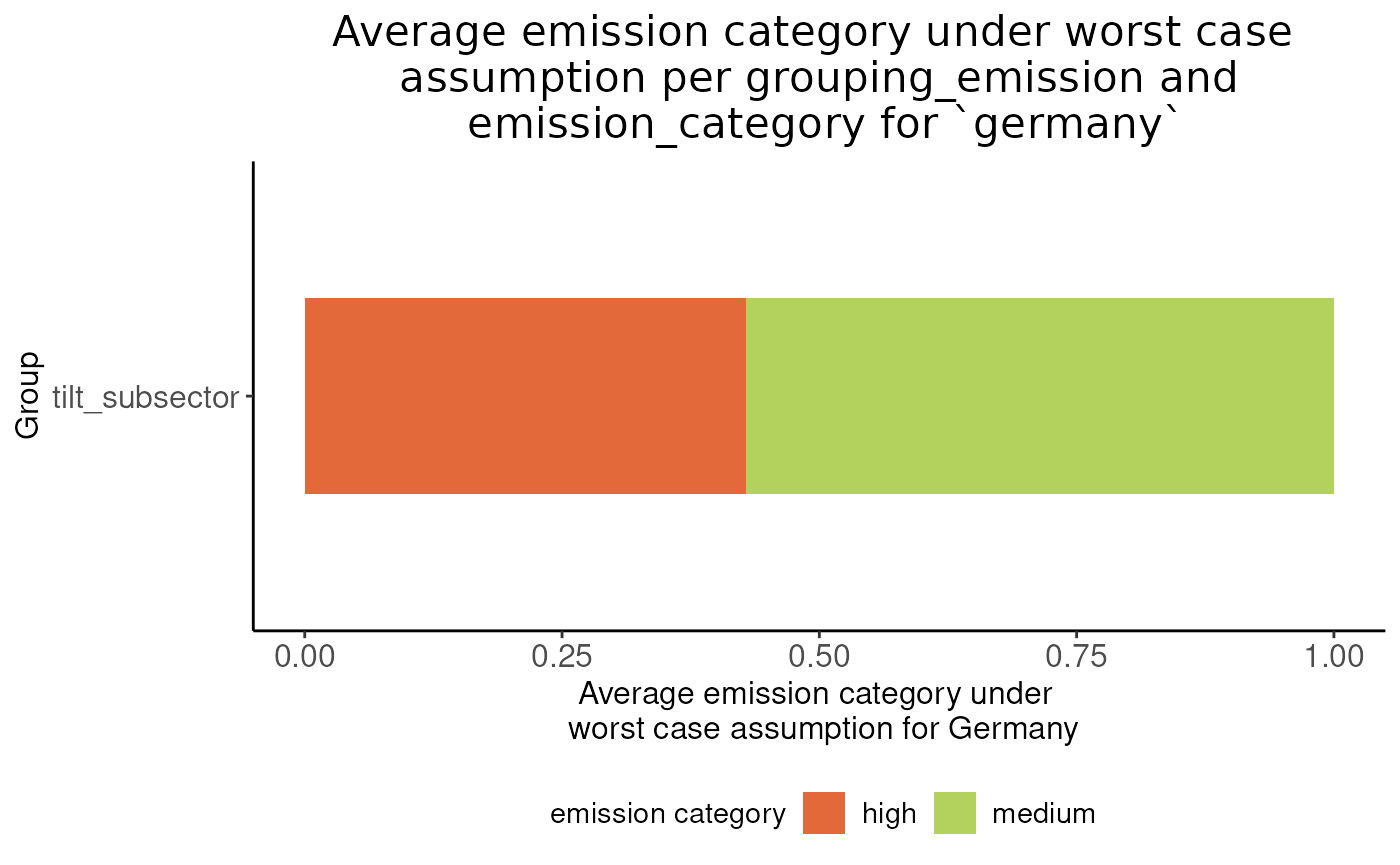 Average emission category under worst case
assumption per grouping_emission and
emission_category for `germany`
Group
tilt_subsector
0.00 0.25 0.50 0.75 1.00
Average emission category under
worst case assumption for Germany
emission category high medium